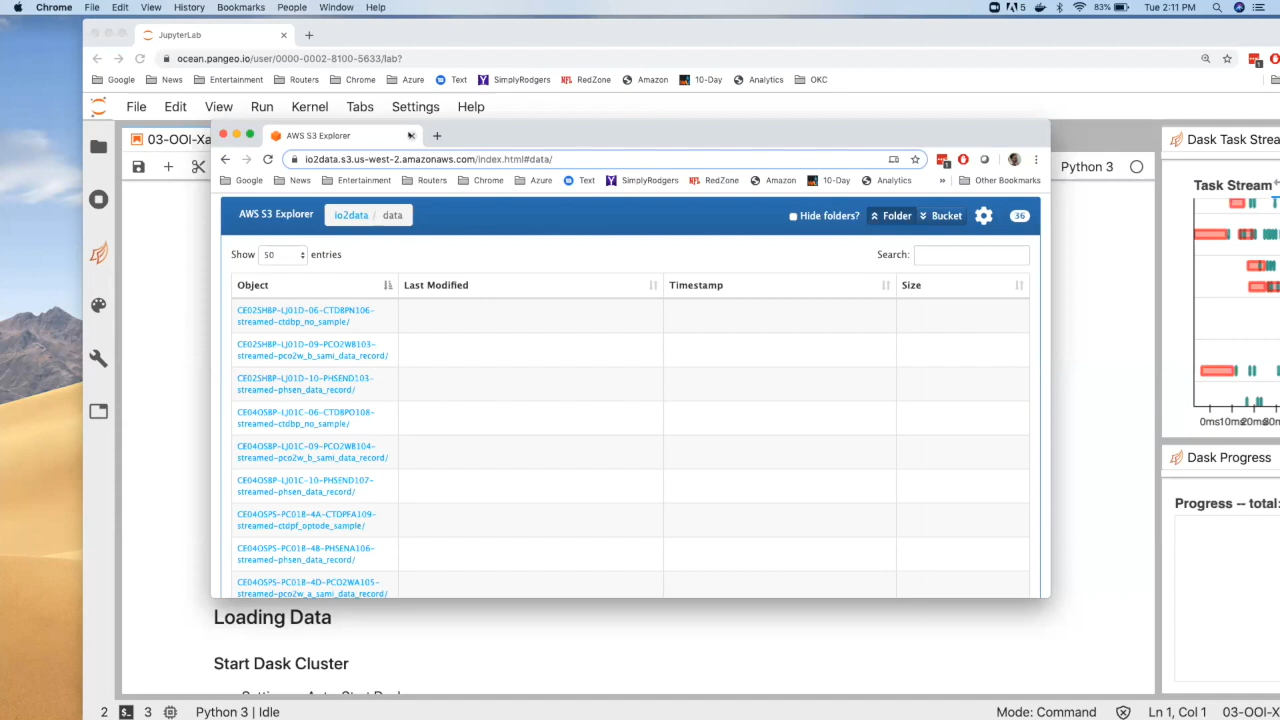 Chrome File Edit View History Bookmarks People Window Help 5 83% Tue 2:11 PM
JupyterLab
ocean.pangeo.io/user/0000-0002-8100-5633/lab?
Google News Entertainment Routers Chrome Azure Text SimplyRodgers RedZone Amazon 10-Day Analytics OKC
File Edit View Run Kernel Tabs Settings Help
03-OOI-Xa
AWS S3 Explorer
Dask Task Strea
io2data.s3.us-west-2.amazonaws.com/index.html#data/
Python 3
Google News Entertainment Routers Chrome Azure Text SimplyRodgers RedZone Amazon 10-Day Analytics » Other Bookmarks
Task Stream
AWS S3 Explorer io2data / data Hide folders? Folder Bucket 36
Show 50 entries Search:
Object Last Modified Timestamp Size
CE02SHBP-LJ01D-06-CTDBPN106-
streamed-ctdbp_no_sample/
CE02SHBP-LJ01D-09-PCO2WB103-
streamed-pco2w_b_sami_data_record/
CE02SHBP-LJ01D-10-PHSEND103-
streamed-phsen_data_record/
CE04OSBP-LJ01C-06-CTDBPO108-
streamed-ctdbp_no_sample/
0ms10ms20ms30m
CE04OSBP-LJ01C-09-PCO2WB104-
streamed-pco2w_b_sami_data_record/
Dask Progress
CE04OSBP-LJ01C-10-PHSEND107-
streamed-phsen_data_record/
Progress -- total:
CE04OSPS-PC01B-4A-CTDPFA109-
streamed-ctdpf_optode_sample/
CE04OSPS-PC01B-4B-PHSENA106-
streamed-phsen_data_record/
CE04OSPS-PC01B-4D-PCO2WA105-
streamed-pco2w_a_sami_data_record/
Loading Data
Start Dask Cluster
2 3 Python 3 | Idle Mode: Command Ln 1, Col 1 03-OOI-X